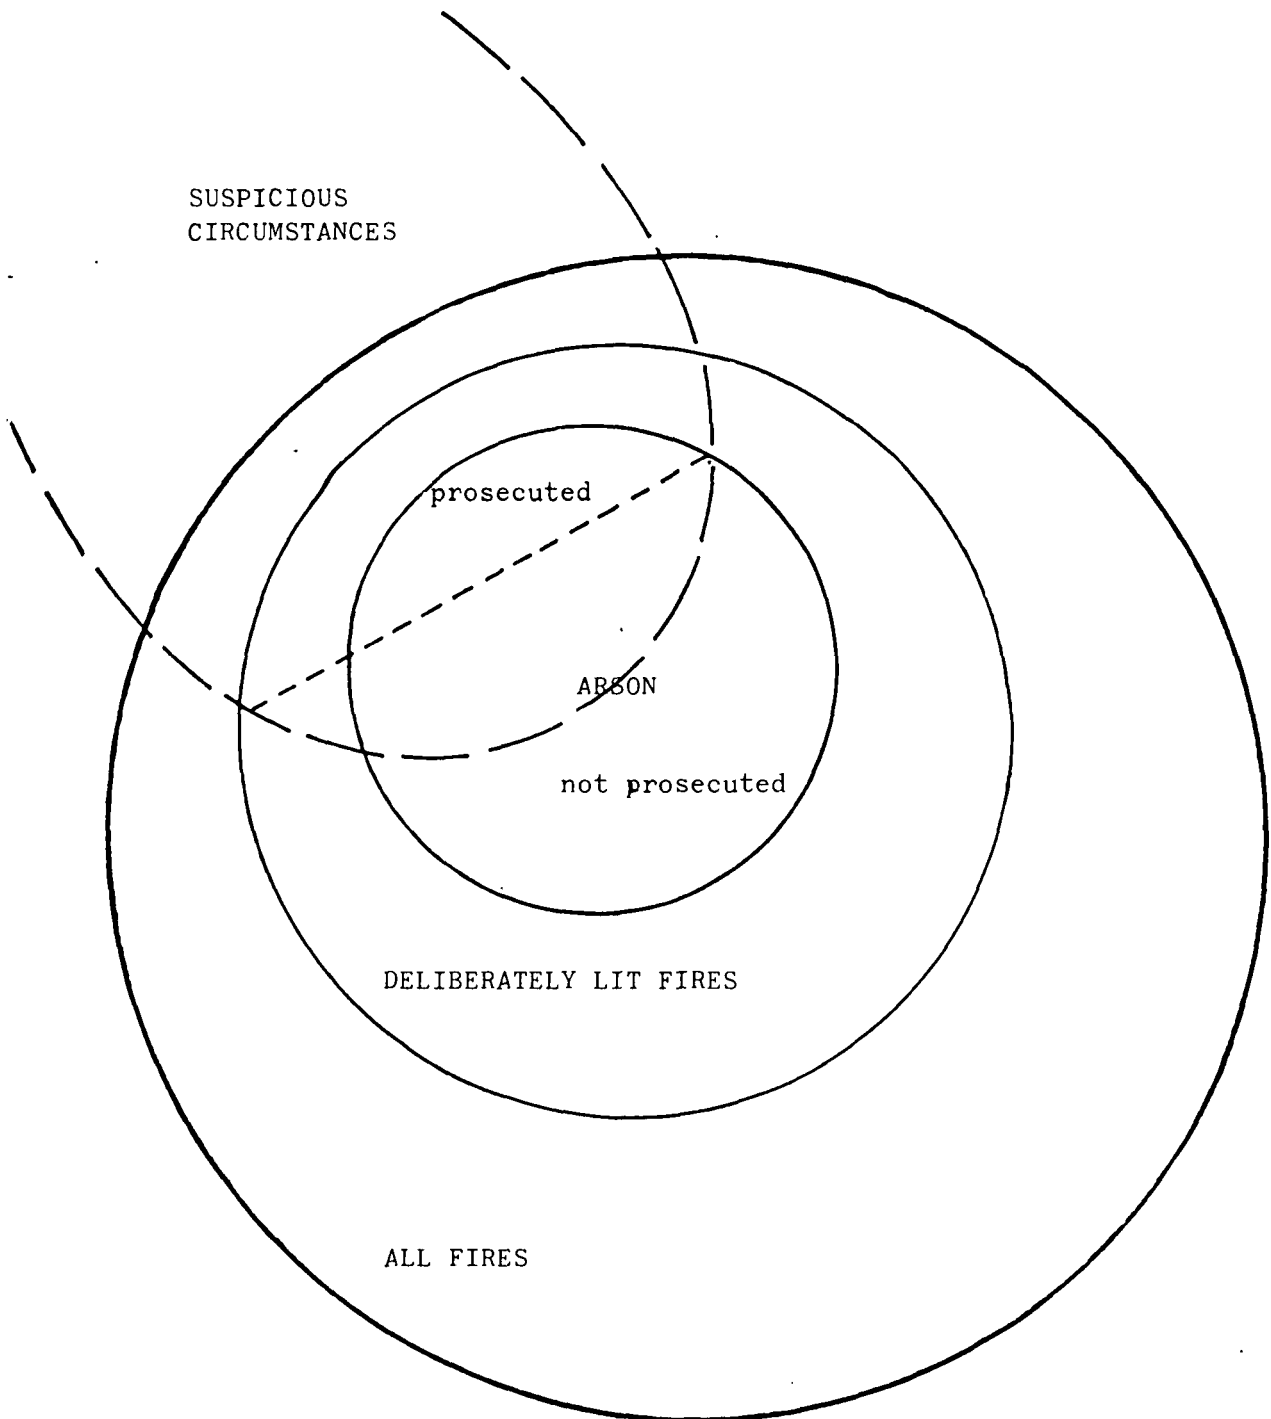 SUSPICIOUS
CIRCUMSTANCES
prosecuted
ARSON
not prosecuted
DELIBERATELY LIT FIRES
ALL FIRES